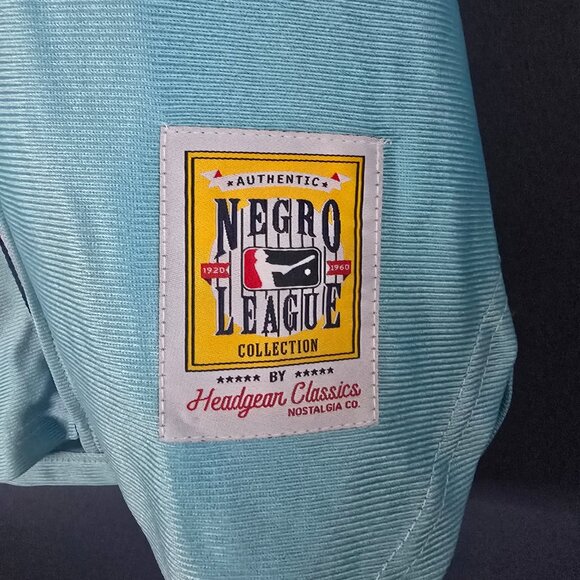 ★ AUTHENTIC ★
NEGRO
1920 1960
LEAGUE
COLLECTION
★★★★★ BY ★★★★★
Headgear Classics
NOSTALGIA CO.